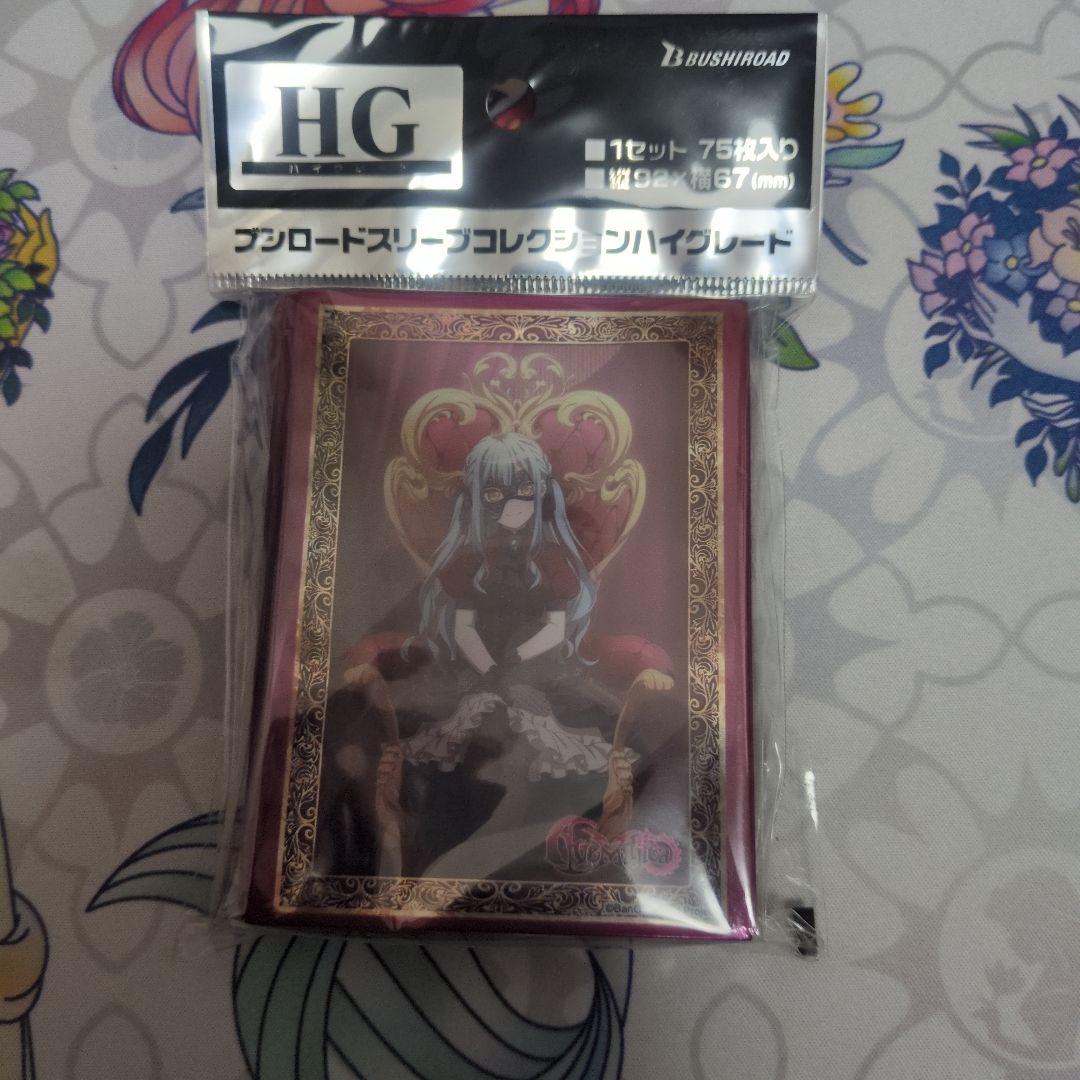 BUSHIROAD
HG
ハイグレード
■1セット 75枚入り
■縦92×横67(mm)
ブシロードスリーブコレクションハイグレード